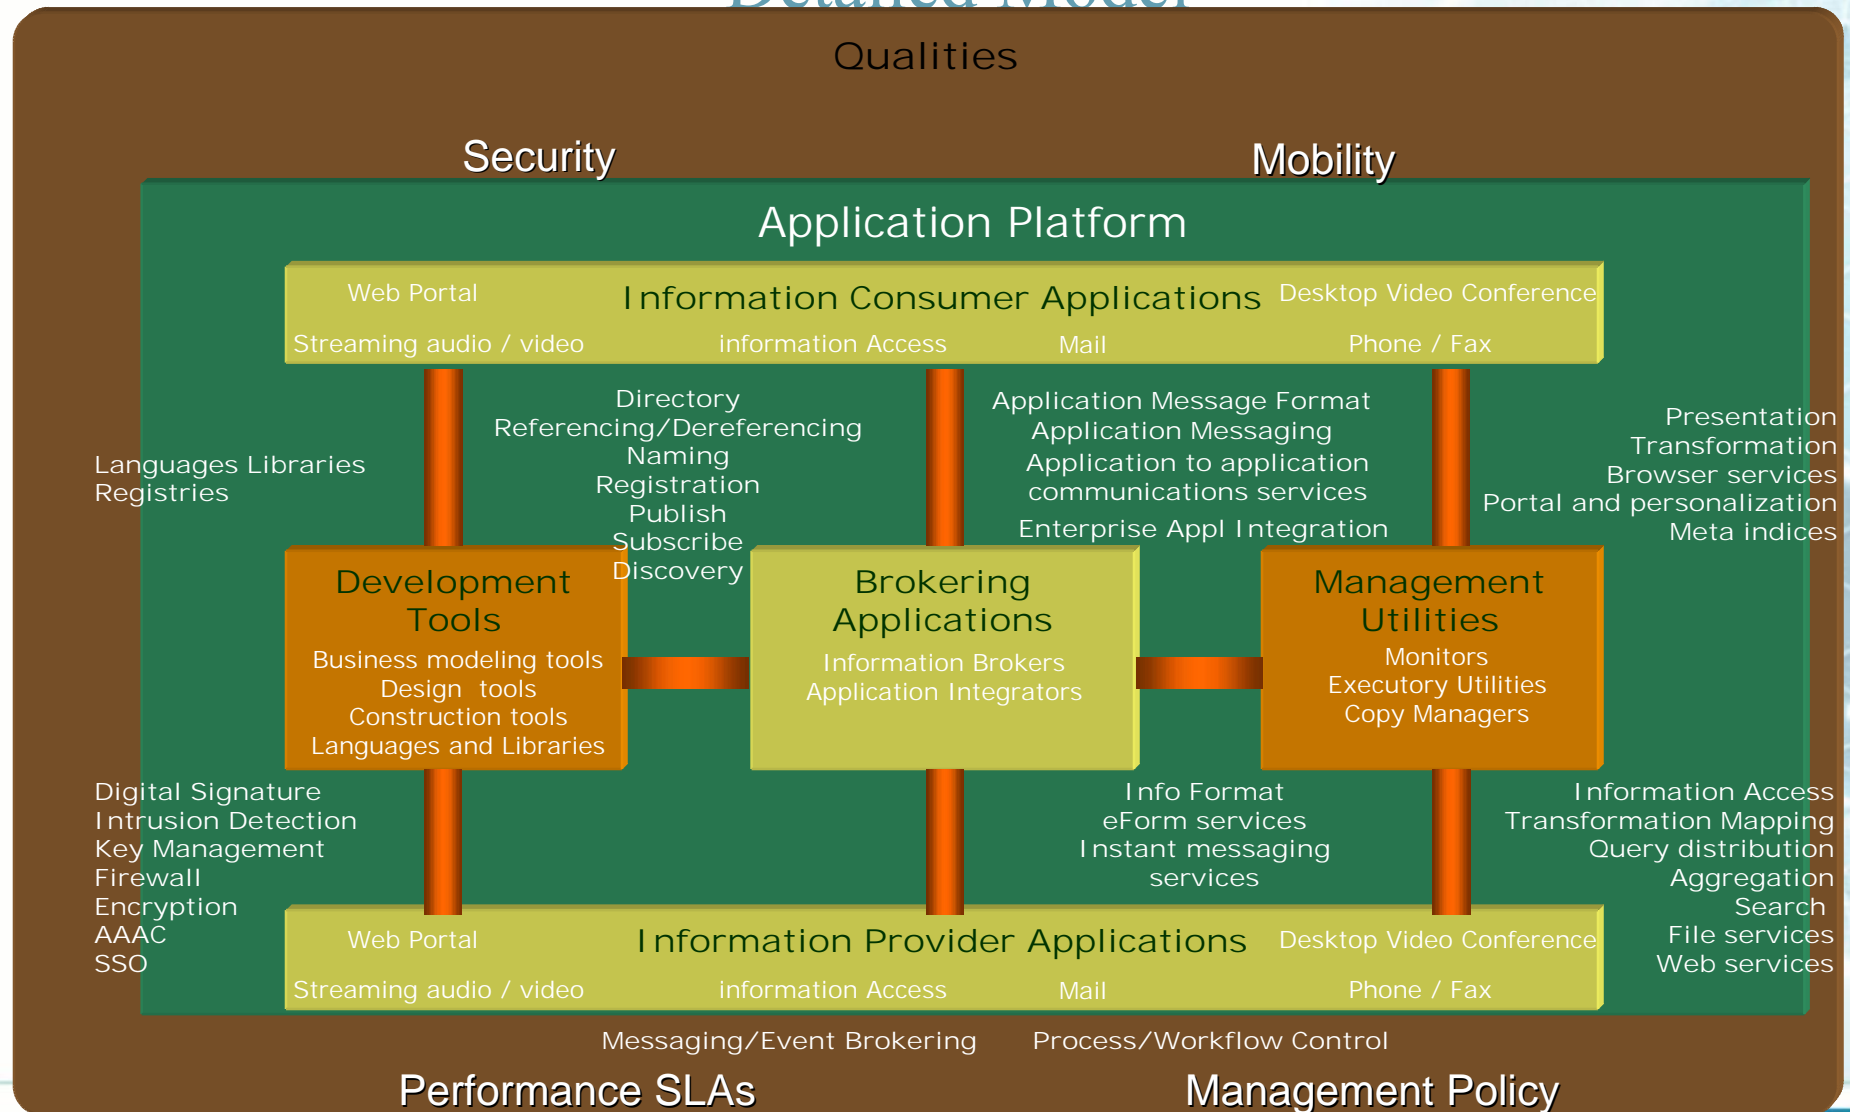 Detailed Model
Qualities
Security
Mobility
Application Platform
Web Portal
Information Consumer Applications
Desktop Video Conference
Streaming audio / video
information Access
Mail
Phone / Fax
Languages Libraries
Registries
Directory
Referencing/Dereferencing
Naming
Registration
Publish
Subscribe
Discovery
Application Message Format
Application Messaging
Application to application
communications services
Enterprise Appl Integration
Presentation
Transformation
Browser services
Portal and personalization
Meta indices
Development
Tools
Business modeling tools
Design  tools
Construction tools
Languages and Libraries
Brokering
Applications
Information Brokers
Application Integrators
Management
Utilities
Monitors
Executory Utilities
Copy Managers
Digital Signature
Intrusion Detection
Key Management
Firewall
Encryption
AAAC
SSO
Info Format
eForm services
Instant messaging
services
Information Access
Transformation Mapping
Query distribution
Aggregation
Search
File services
Web services
Web Portal
Information Provider Applications
Desktop Video Conference
Streaming audio / video
information Access
Mail
Phone / Fax
Messaging/Event Brokering
Process/Workflow Control
Performance SLAs
Management Policy